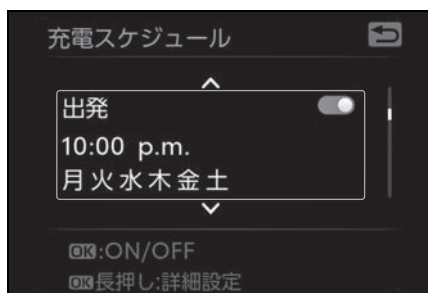 充電スケジュール
出発
10:00 p.m.
月火水木金土
OK:ON/OFF
OK長押し:詳細設定